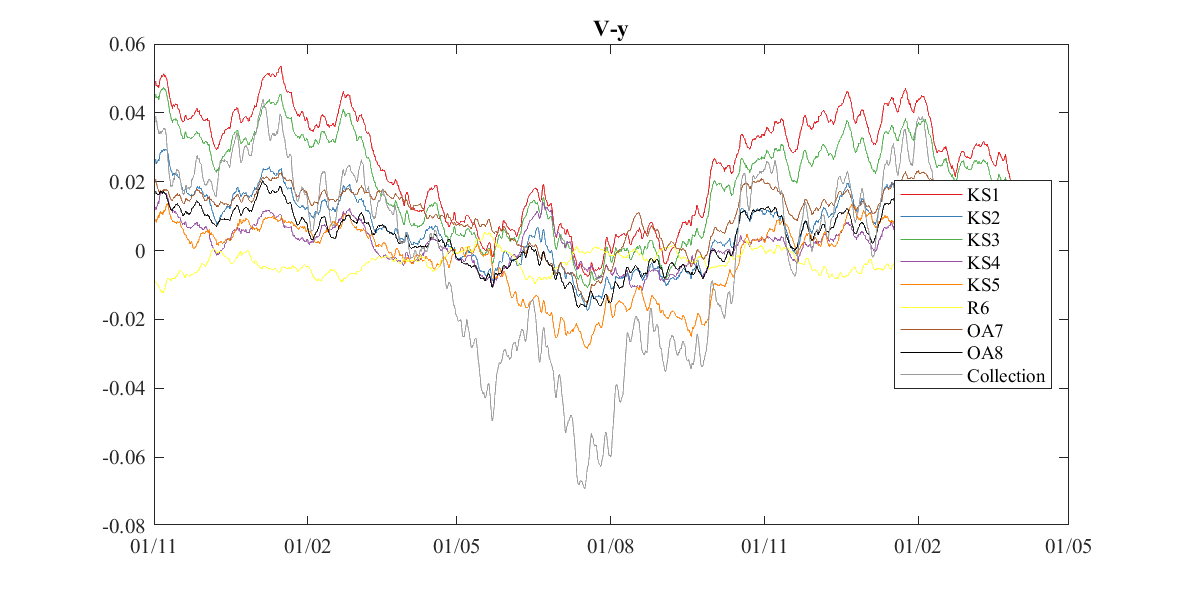 V-y
0.06
0.04
0.02
0
-0.02
-0.04
-0.06
-0.08
01/11
01/02
01/05
01/08
01/11
01/02
01/05
KS1
KS2
KS3
KS4
KS5
R6
OA7
OA8
Collection